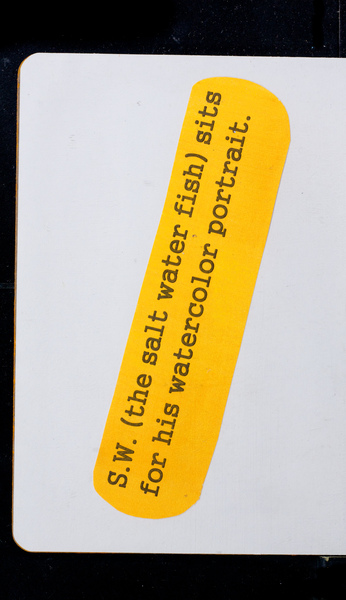 S.W. (the salt water fish) sits
for his watercolor portrait.